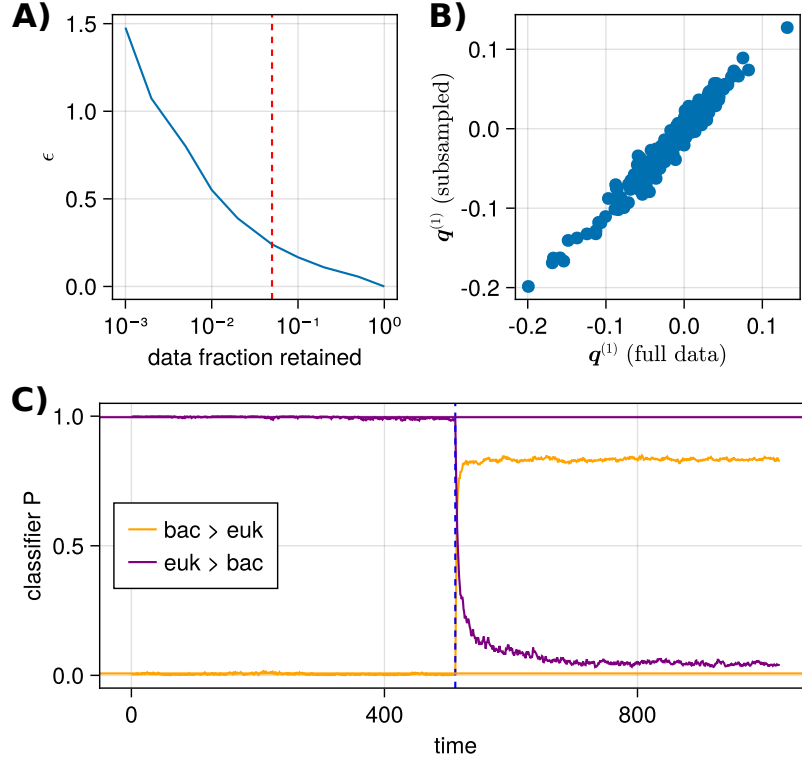 A)
1.5
1.0
0.5
0.0
ϵ
10⁻³
10⁻²
10⁻¹
10⁰
data fraction retained
B)
0.1
0.0
-0.1
-0.2
q⁽¹⁾ (subsampled)
-0.2
-0.1
0.0
0.1
q⁽¹⁾ (full data)
C)
1.0
0.5
0.0
classifier P
bac > euk
euk > bac
0
400
800
time